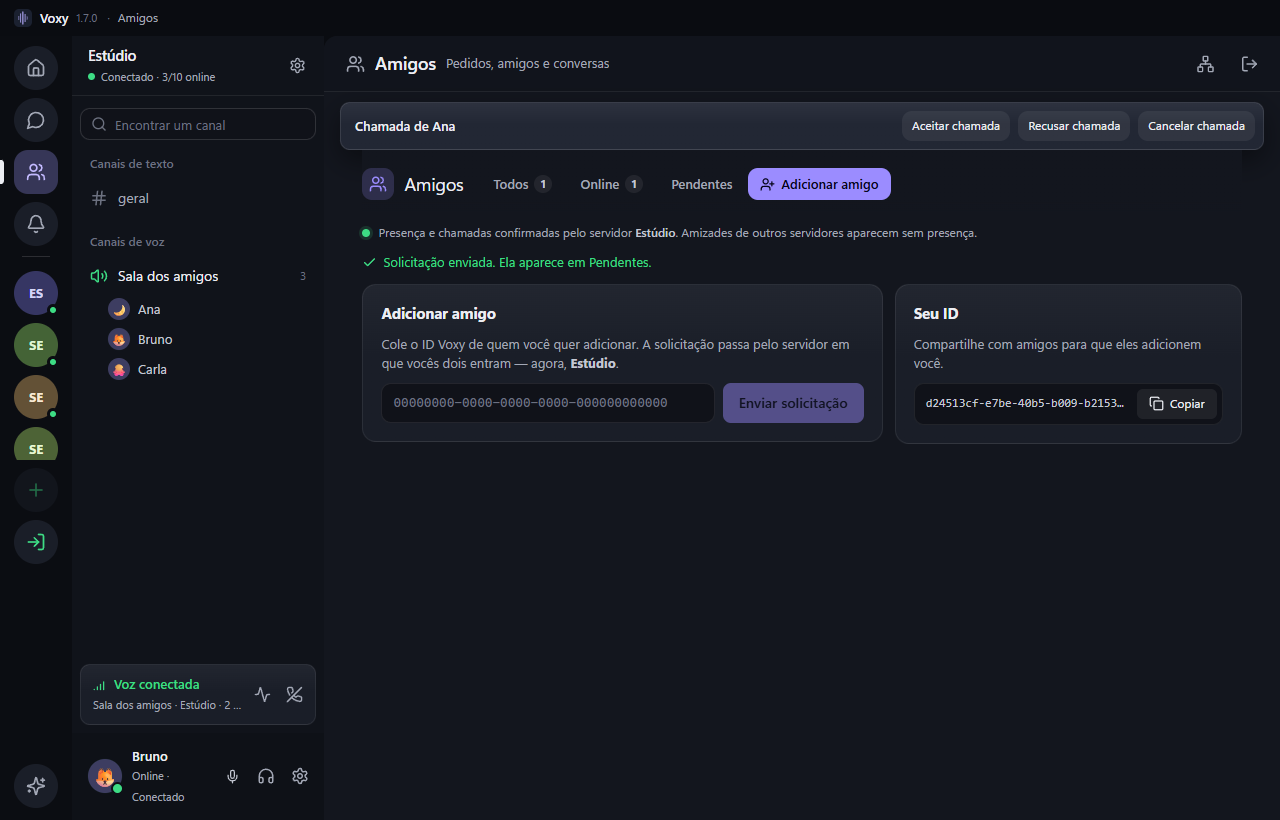 Voxy 1.7.0 · Amigos
Estúdio
Conectado · 3/10 online
Encontrar um canal
Canais de texto
geral
Canais de voz
Sala dos amigos 3
Ana
Bruno
Carla
ES
SE
SE
SE
Voz conectada
Sala dos amigos · Estúdio · 2 ...
Bruno
Online ·
Conectado
Amigos Pedidos, amigos e conversas
Chamada de Ana
Aceitar chamada Recusar chamada Cancelar chamada
Amigos Todos 1 Online 1 Pendentes Adicionar amigo
Presença e chamadas confirmadas pelo servidor Estúdio. Amizades de outros servidores aparecem sem presença.
Solicitação enviada. Ela aparece em Pendentes.
Adicionar amigo
Cole o ID Voxy de quem você quer adicionar. A solicitação passa pelo servidor em
que vocês dois entram — agora, Estúdio.
00000000-0000-0000-0000-000000000000 Enviar solicitação
Seu ID
Compartilhe com amigos para que eles adicionem
você.
d24513cf-e7be-40b5-b009-b2153… Copiar